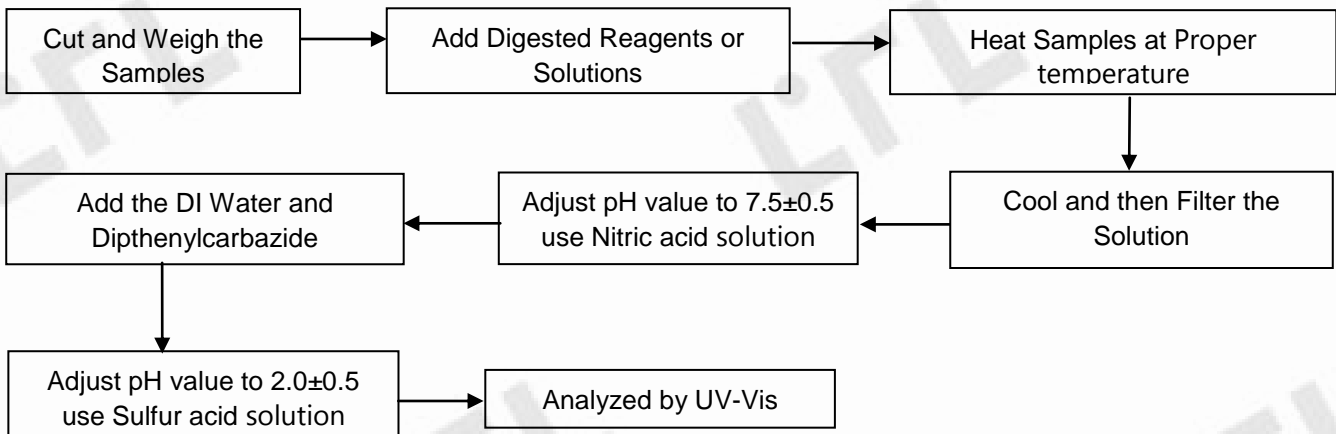 Cut and Weigh the
Samples
Add Digested Reagents or
Solutions
Heat Samples at Proper
temperature
Cool and then Filter the
Solution
Adjust pH value to 7.5±0.5
use Nitric acid solution
Add the DI Water and
Dipthenylcarbazide
Adjust pH value to 2.0±0.5
use Sulfur acid solution
Analyzed by UV-Vis